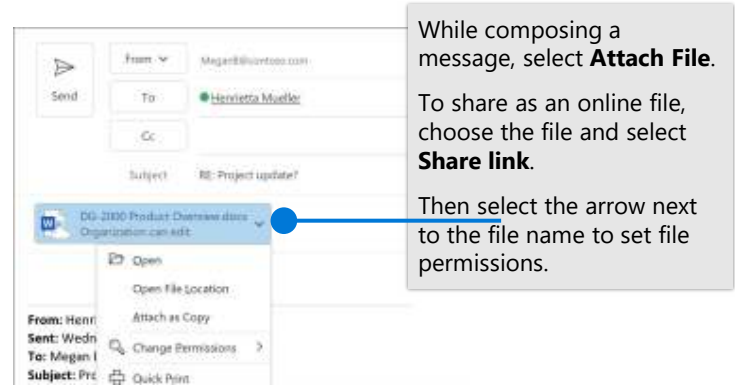 From
MeganB@contoso.com
Send
To
Henrietta Mueller
Cc
Subject
RE: Project update?
DG-2000 Product Overview.docx
Organization can edit
Open
Open File Location
Attach as Copy
Change Permissions
Quick Print
From: Henr
Sent: Wedn
To: Megan
Subject: Pro
While composing a
message, select Attach File.
To share as an online file,
choose the file and select
Share link.
Then select the arrow next
to the file name to set file
permissions.